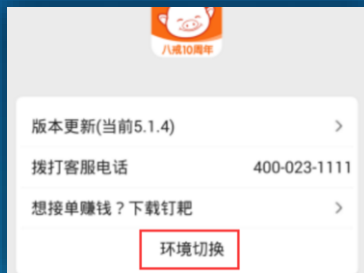 八戒10周年
版本更新(当前5.1.4)
拨打客服电话 400-023-1111
想接单赚钱？下载钉耙
环境切换